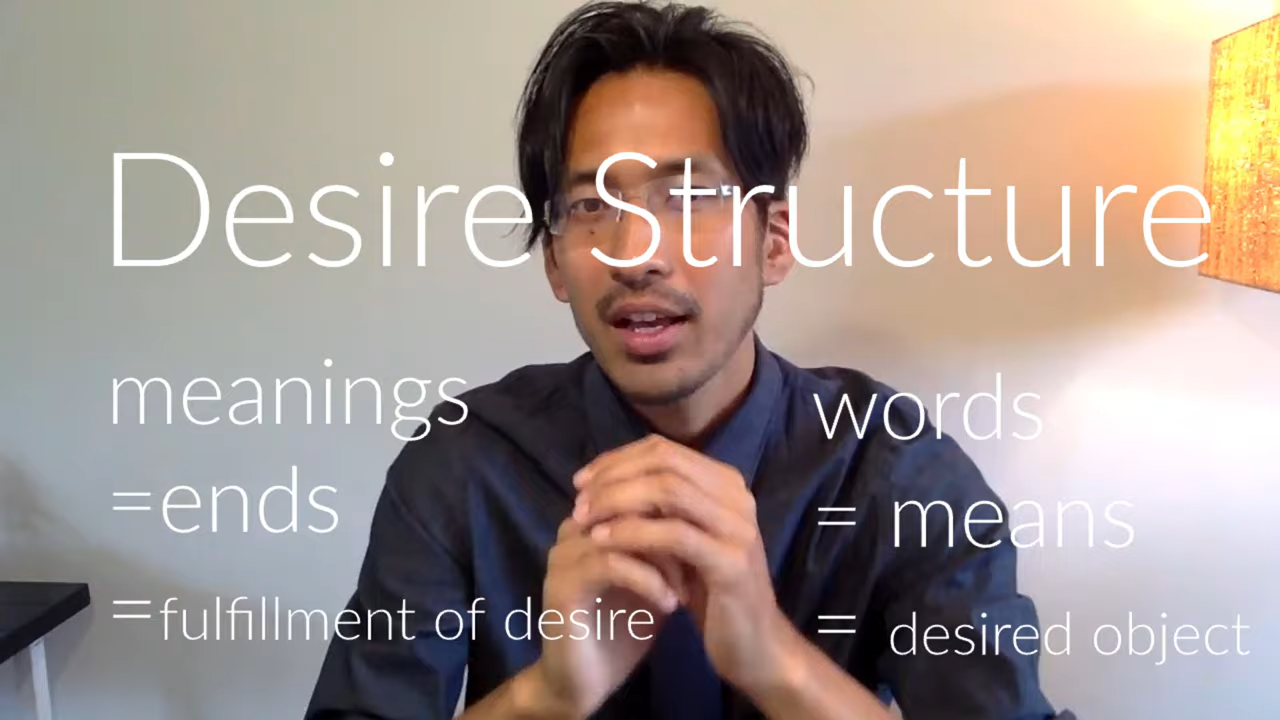 Desire Structure
meanings
=ends
=fulfillment of desire
words
= means
= desired object